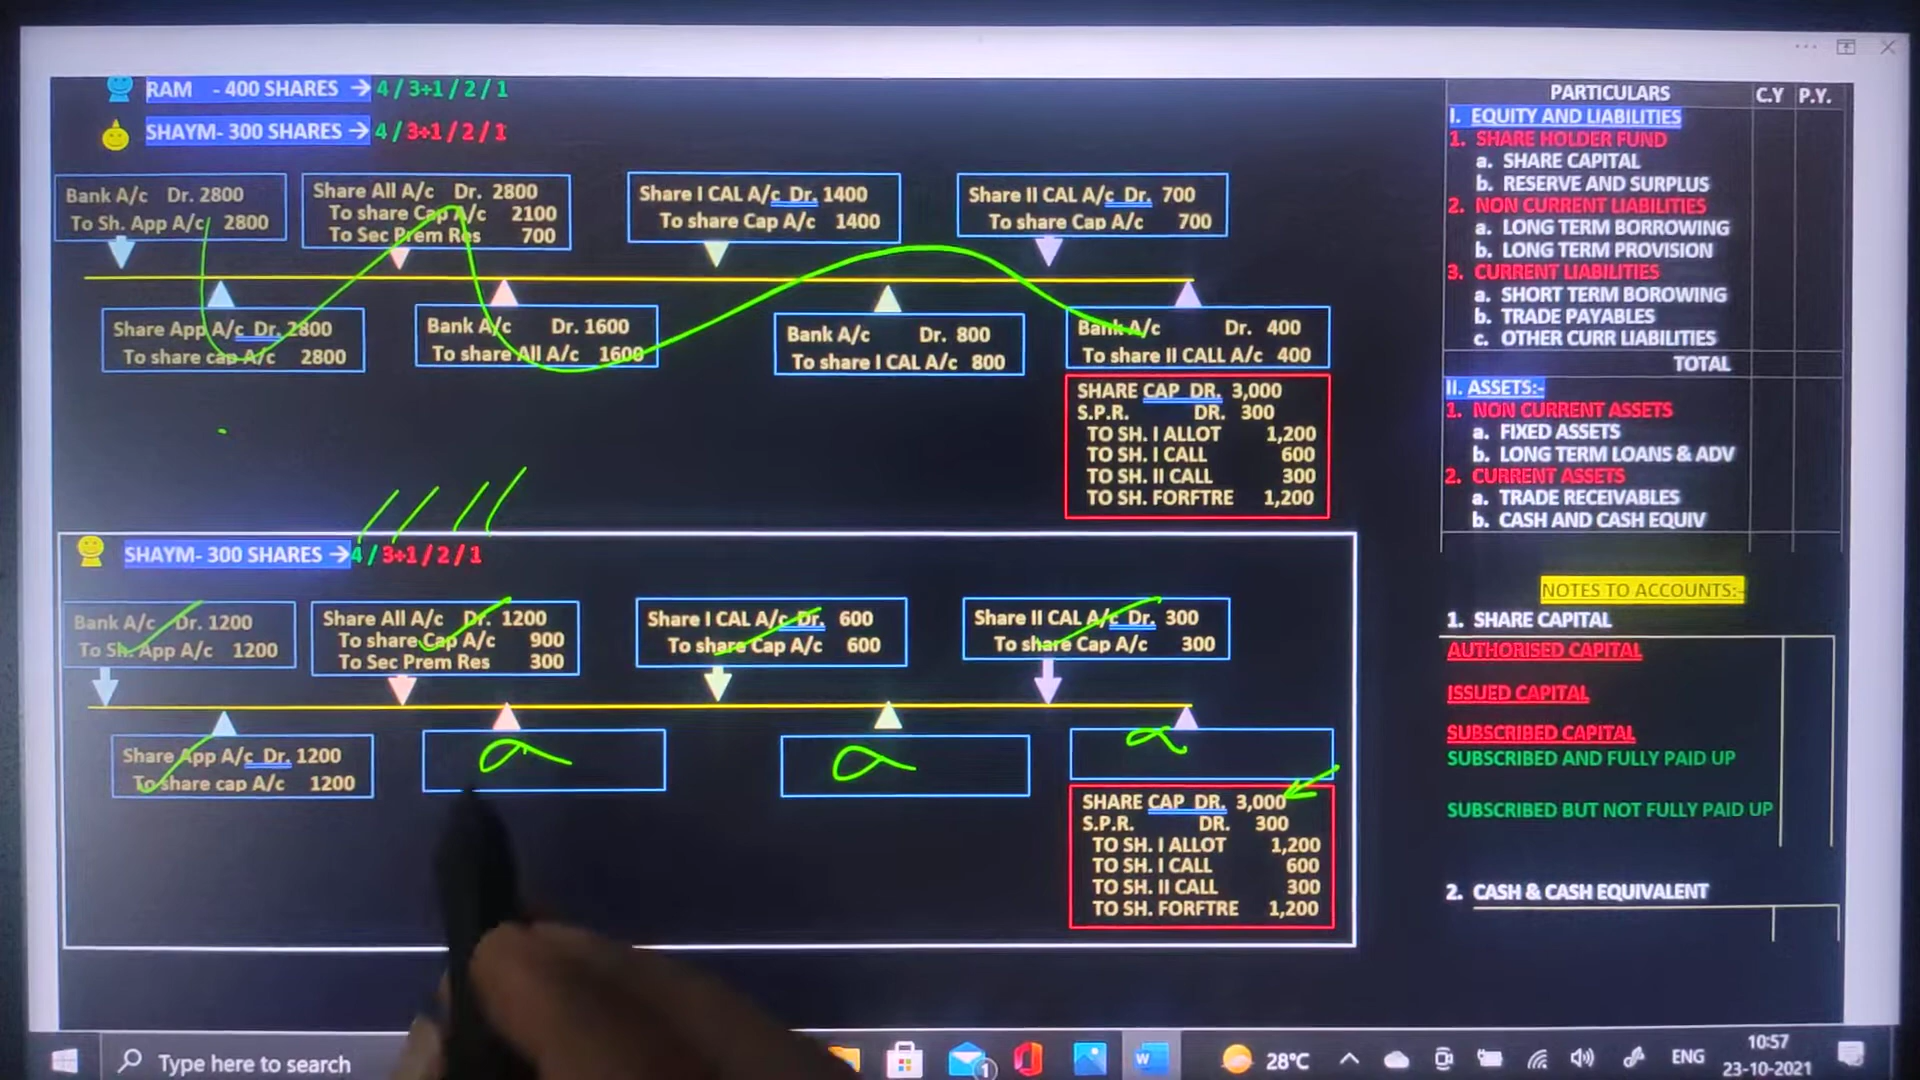 RAM - 400 SHARES → 4 / 3+1 / 2 / 1
SHAYM- 300 SHARES → 4 / 3+1 / 2 / 1
Bank A/c Dr. 2800
To Sh. App A/c 2800
Share All A/c Dr. 2800
To share Cap A/c 2100
To Sec Prem Res 700
Share I CAL A/c Dr. 1400
To share Cap A/c 1400
Share II CAL A/c Dr. 700
To share Cap A/c 700
Share App A/c Dr. 2800
To share cap A/c 2800
Bank A/c Dr. 1600
To share All A/c 1600
Bank A/c Dr. 800
To share I CAL A/c 800
Bank A/c Dr. 400
To share II CALL A/c 400
SHARE CAP DR. 3,000
S.P.R. DR. 300
TO SH. I ALLOT 1,200
TO SH. I CALL 600
TO SH. II CALL 300
TO SH. FORFTRE 1,200
SHAYM- 300 SHARES → 4 / 3+1 / 2 / 1
Bank A/c Dr. 1200
To Sh. App A/c 1200
Share All A/c Dr. 1200
To share Cap A/c 900
To Sec Prem Res 300
Share I CAL A/c Dr. 600
To share Cap A/c 600
Share II CAL A/c Dr. 300
To share Cap A/c 300
Share App A/c Dr. 1200
To share cap A/c 1200
SHARE CAP DR. 3,000
S.P.R. DR. 300
TO SH. I ALLOT 1,200
TO SH. I CALL 600
TO SH. II CALL 300
TO SH. FORFTRE 1,200
PARTICULARS C.Y P.Y.
I. EQUITY AND LIABILITIES
1. SHARE HOLDER FUND
a. SHARE CAPITAL
b. RESERVE AND SURPLUS
2. NON CURRENT LIABILITIES
a. LONG TERM BORROWING
b. LONG TERM PROVISION
3. CURRENT LIABILITIES
a. SHORT TERM BOROWING
b. TRADE PAYABLES
c. OTHER CURR LIABILITIES
TOTAL
II. ASSETS:-
1. NON CURRENT ASSETS
a. FIXED ASSETS
b. LONG TERM LOANS & ADV
2. CURRENT ASSETS
a. TRADE RECEIVABLES
b. CASH AND CASH EQUIV
NOTES TO ACCOUNTS:-
1. SHARE CAPITAL
AUTHORISED CAPITAL
ISSUED CAPITAL
SUBSCRIBED CAPITAL
SUBSCRIBED AND FULLY PAID UP
SUBSCRIBED BUT NOT FULLY PAID UP
2. CASH & CASH EQUIVALENT
Type here to search
1
W
28°C
ENG
10:57
23-10-2021